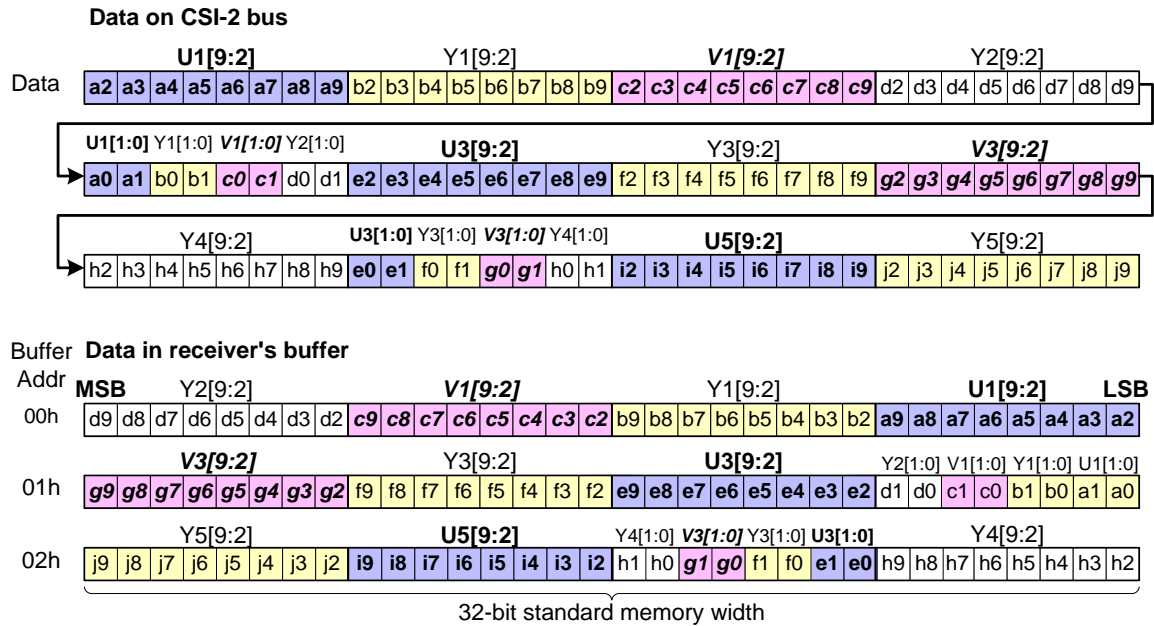 Data on CSI-2 bus
U1[9:2] Y1[9:2] V1[9:2] Y2[9:2]
Data a2 a3 a4 a5 a6 a7 a8 a9 b2 b3 b4 b5 b6 b7 b8 b9 c2 c3 c4 c5 c6 c7 c8 c9 d2 d3 d4 d5 d6 d7 d8 d9
U1[1:0] Y1[1:0] V1[1:0] Y2[1:0] U3[9:2] Y3[9:2] V3[9:2]
a0 a1 b0 b1 c0 c1 d0 d1 e2 e3 e4 e5 e6 e7 e8 e9 f2 f3 f4 f5 f6 f7 f8 f9 g2 g3 g4 g5 g6 g7 g8 g9
Y4[9:2] U3[1:0] Y3[1:0] V3[1:0] Y4[1:0] U5[9:2] Y5[9:2]
h2 h3 h4 h5 h6 h7 h8 h9 e0 e1 f0 f1 g0 g1 h0 h1 i2 i3 i4 i5 i6 i7 i8 i9 j2 j3 j4 j5 j6 j7 j8 j9
Buffer Data in receiver's buffer
Addr MSB Y2[9:2] V1[9:2] Y1[9:2] U1[9:2] LSB
00h d9 d8 d7 d6 d5 d4 d3 d2 c9 c8 c7 c6 c5 c4 c3 c2 b9 b8 b7 b6 b5 b4 b3 b2 a9 a8 a7 a6 a5 a4 a3 a2
V3[9:2] Y3[9:2] U3[9:2] Y2[1:0] V1[1:0] Y1[1:0] U1[1:0]
01h g9 g8 g7 g6 g5 g4 g3 g2 f9 f8 f7 f6 f5 f4 f3 f2 e9 e8 e7 e6 e5 e4 e3 e2 d1 d0 c1 c0 b1 b0 a1 a0
Y5[9:2] U5[9:2] Y4[1:0] V3[1:0] Y3[1:0] U3[1:0] Y4[9:2]
02h j9 j8 j7 j6 j5 j4 j3 j2 i9 i8 i7 i6 i5 i4 i3 i2 h1 h0 g1 g0 f1 f0 e1 e0 h9 h8 h7 h6 h5 h4 h3 h2
32-bit standard memory width